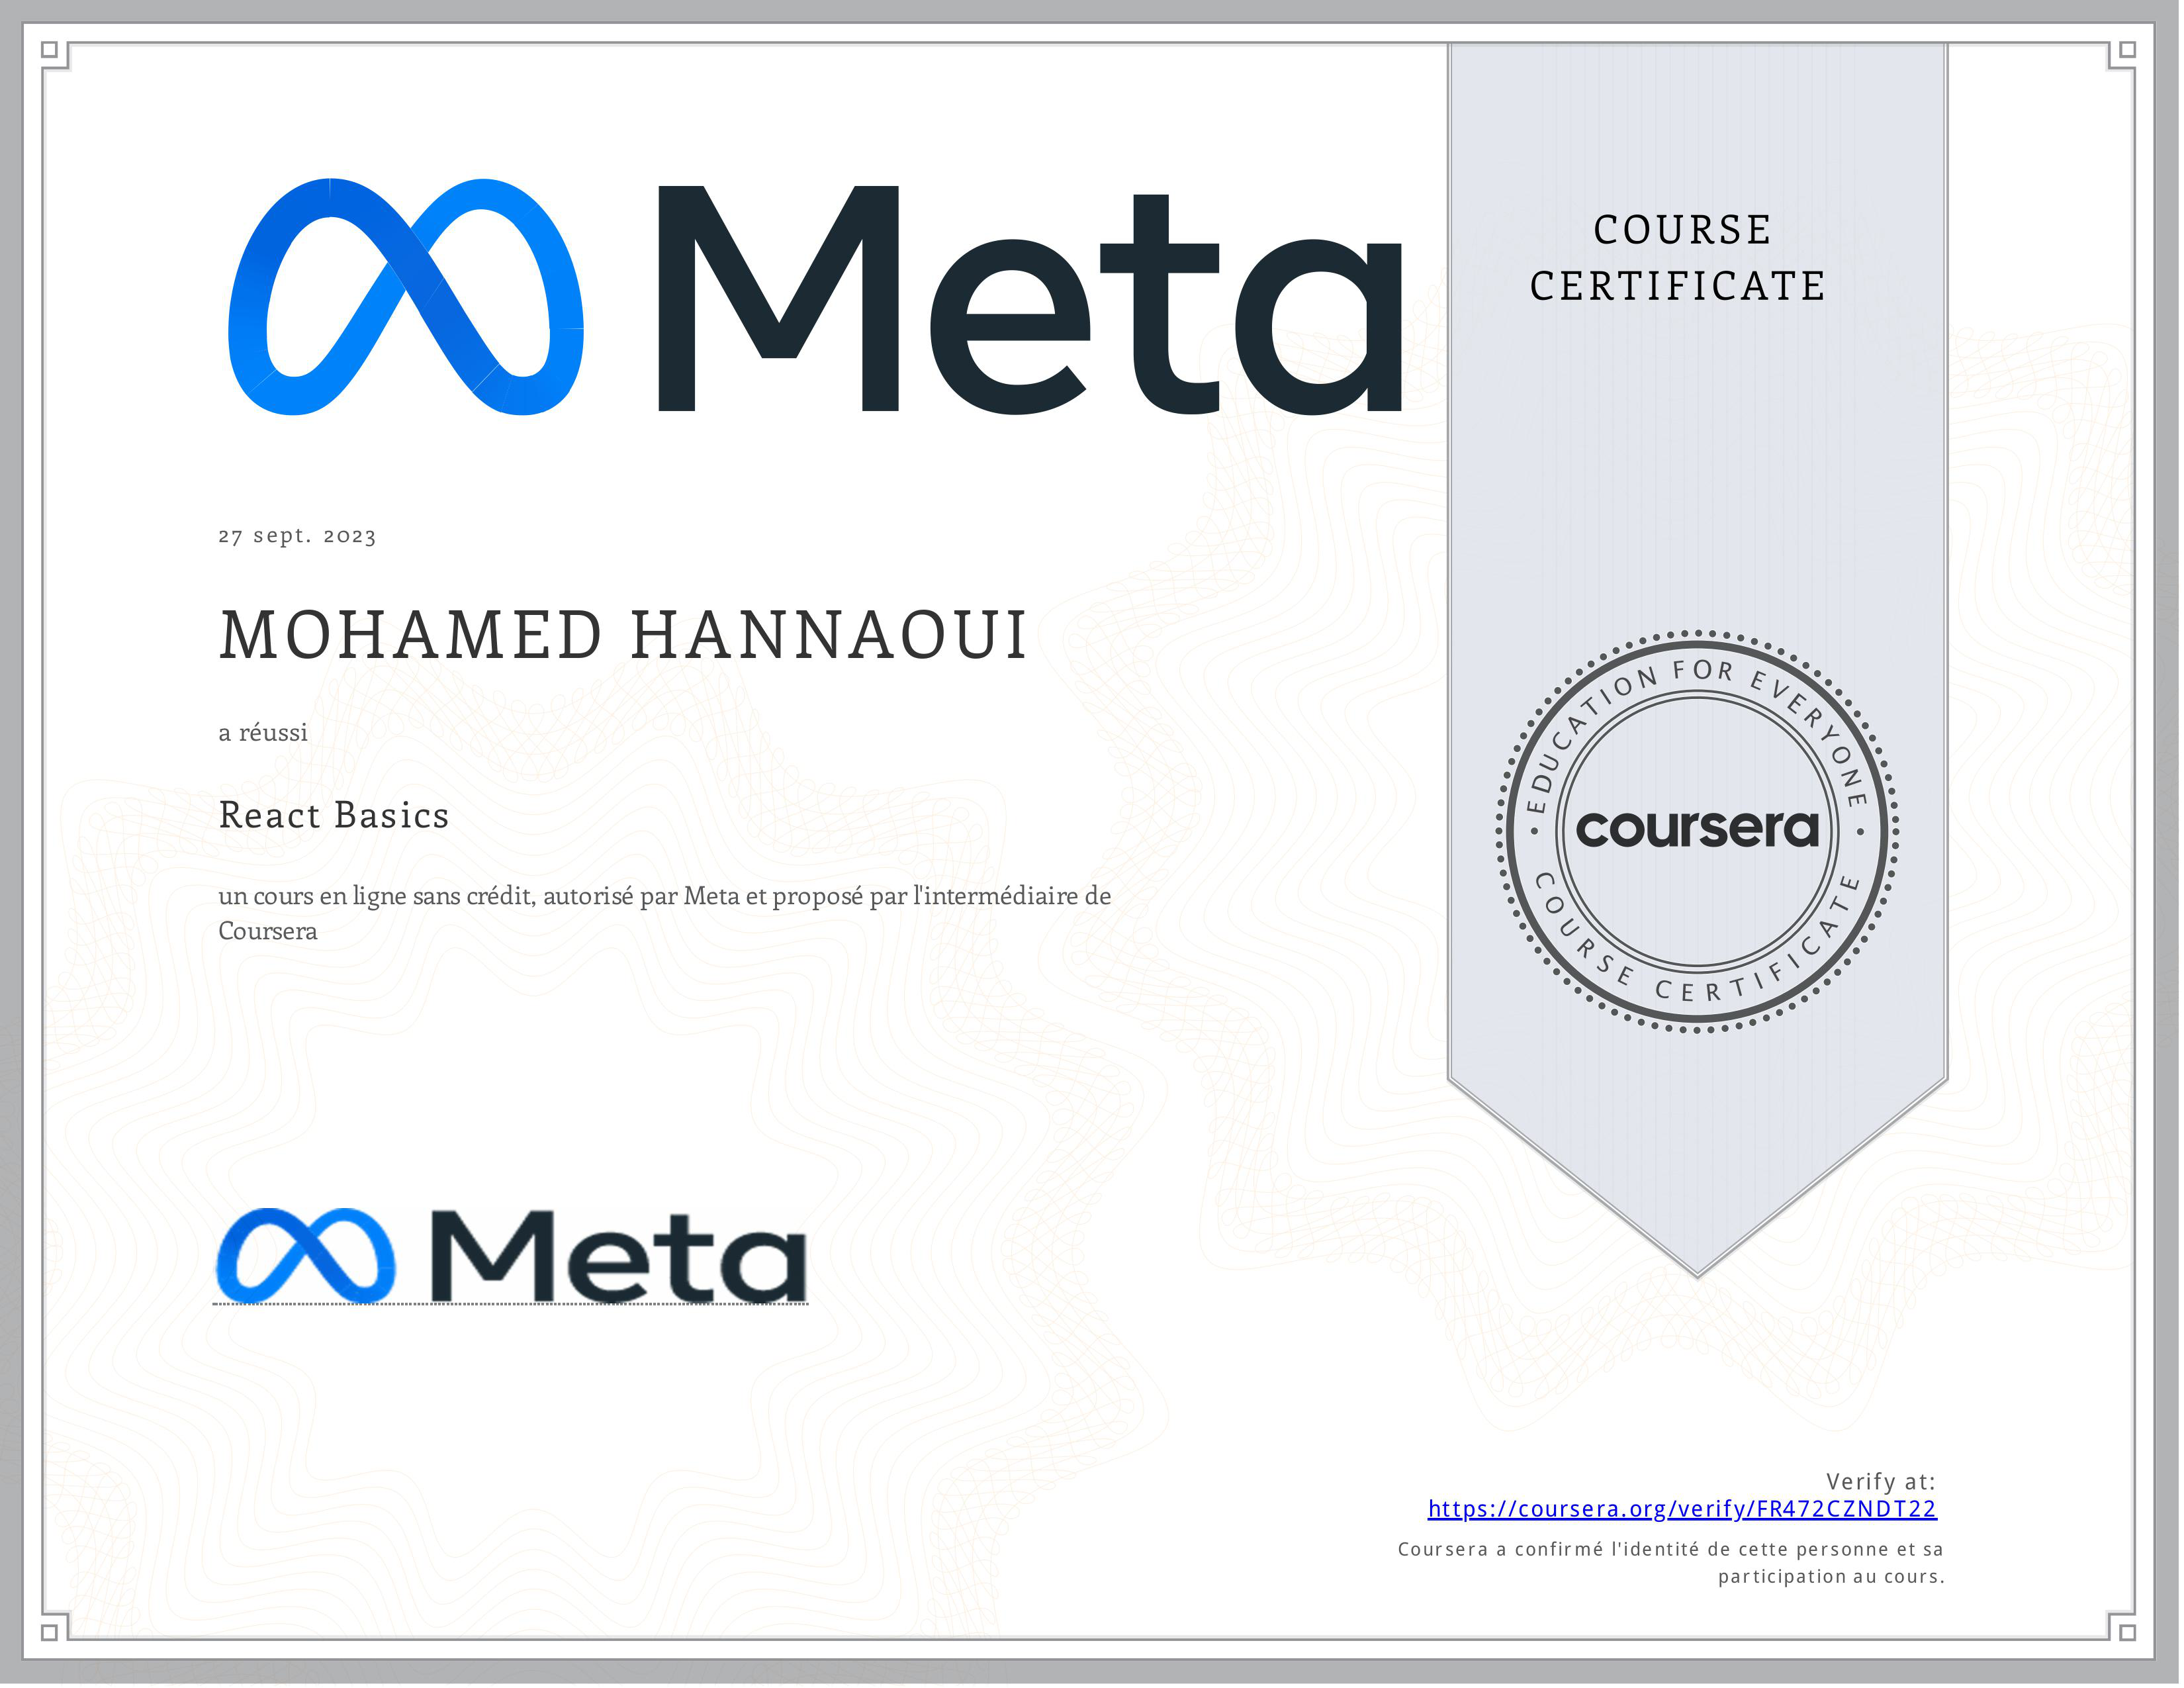 Meta
COURSE
CERTIFICATE
27 sept. 2023
MOHAMED HANNAOUI
a réussi
React Basics
un cours en ligne sans crédit, autorisé par Meta et proposé par l'intermédiaire de
Coursera
EDUCATION FOR EVERYONE
coursera
COURSE CERTIFICATE
Meta
Verify at:
https://coursera.org/verify/FR472CZNDT22
Coursera a confirmé l'identité de cette personne et sa
participation au cours.